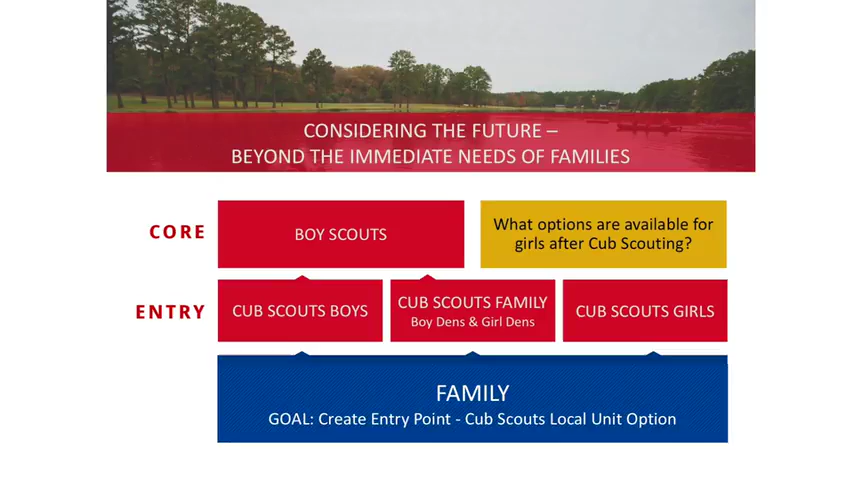 CONSIDERING THE FUTURE –
BEYOND THE IMMEDIATE NEEDS OF FAMILIES
CORE
BOY SCOUTS
What options are available for
girls after Cub Scouting?
ENTRY
CUB SCOUTS BOYS
CUB SCOUTS FAMILY
Boy Dens & Girl Dens
CUB SCOUTS GIRLS
FAMILY
GOAL: Create Entry Point - Cub Scouts Local Unit Option